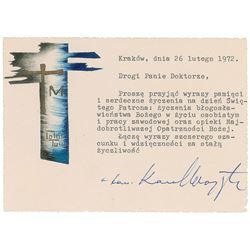 Kraków, dnia 26 lutego 1972.
Drogi Panie Doktorze,
Proszę przyjąć wyrazy pamięci
i serdeczne życzenia na dzień Świę-
tego Patrona: życzenia błogosła-
wieństwa Bożego w życiu osobistym
i pracy zawodowej oraz opieki Naj-
dobrotliwszej Opatrzności Bożej.
Łączę wyrazy szczerego sza-
cunku i wdzięczności za stałą
życzliwość
M
Totus
Tuus
+ kard. Karol Wojtyła